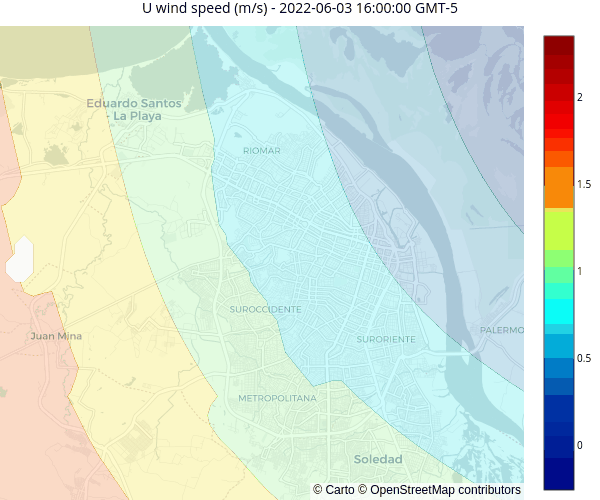 U wind speed (m/s) - 2022-06-03 16:00:00 GMT-5
Eduardo Santos
- La Playa
RIOMAR
SUROCCIDENTE
Juan Mina
SURORIENTE
PALERMO
METROPOLITANA
Soledad
© Carto © OpenStreetMap contributors
2
1.5
1
0.5
0